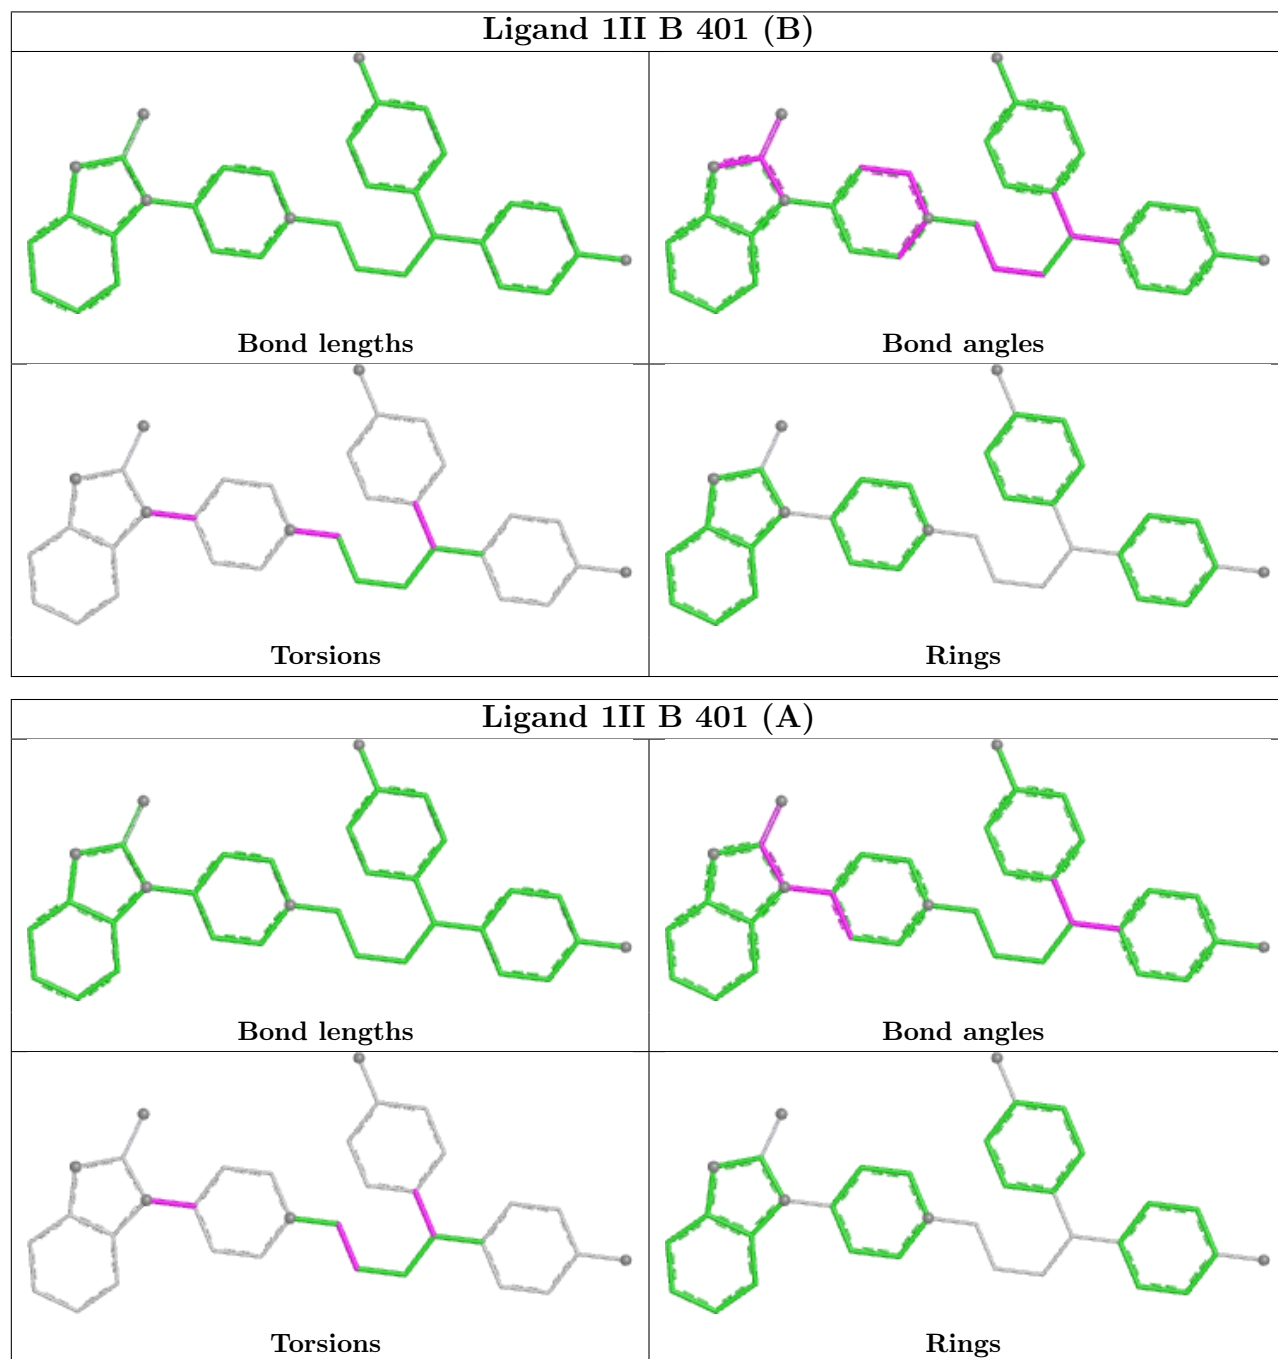 Ligand 1II B 401 (B)
Bond lengths
Bond angles
Torsions
Rings
Ligand 1II B 401 (A)
Bond lengths
Bond angles
Torsions
Rings